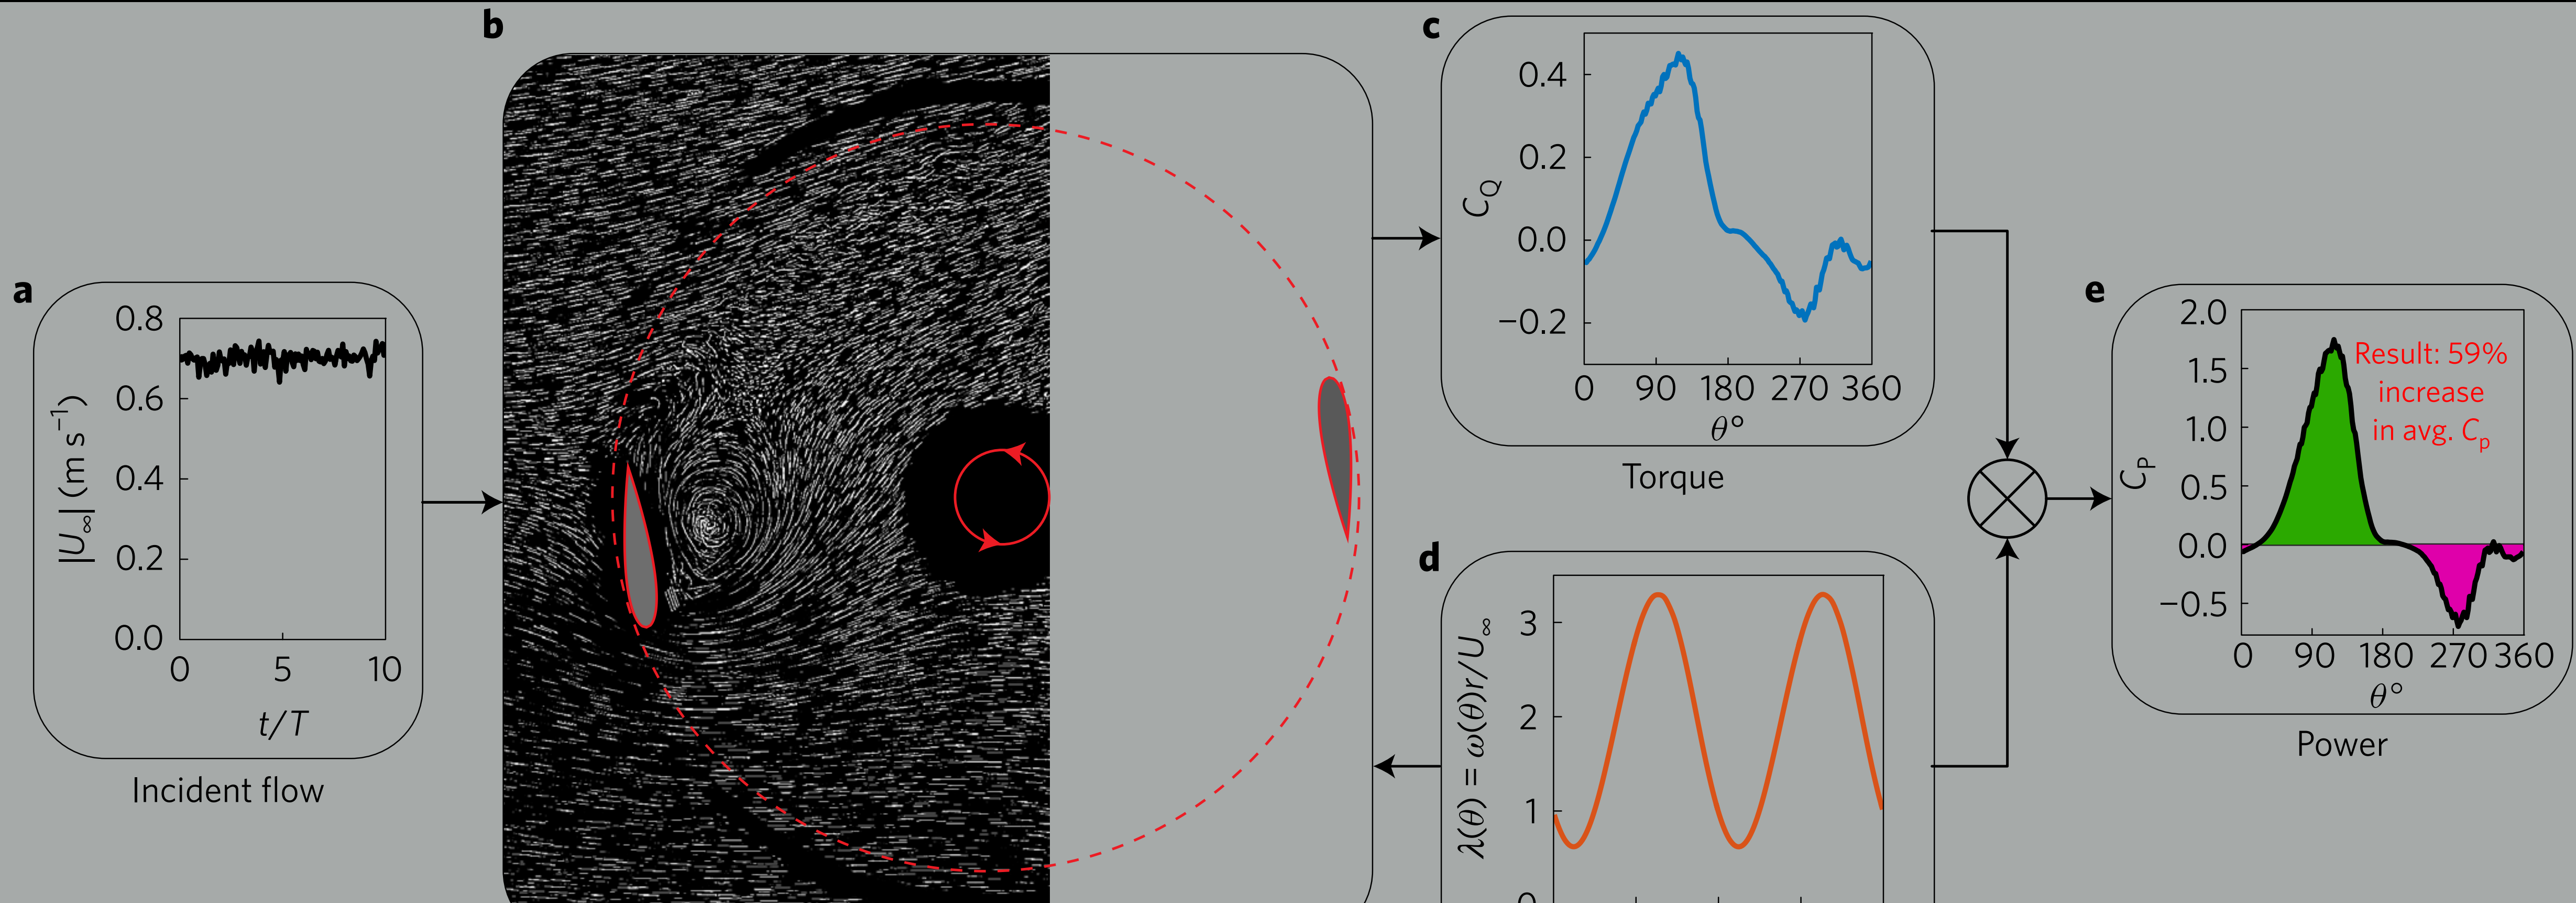 a
0.8
0.6
0.4
0.2
0.0
|U∞| (m s⁻¹)
0 5 10
t/T
Incident flow
b
c
0.4
0.2
0.0
−0.2
C_Q
0 90 180 270 360
θ°
Torque
d
3
2
1
λ(θ) = ω(θ)r/U∞
e
2.0
1.5
1.0
0.5
0.0
−0.5
C_P
Result: 59%
increase
in avg. C_p
0 90 180 270 360
θ°
Power